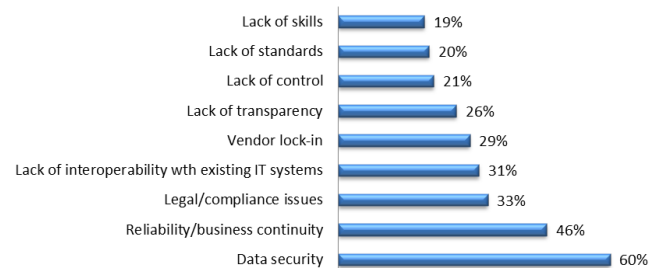 Lack of skills 19%
Lack of standards 20%
Lack of control 21%
Lack of transparency 26%
Vendor lock-in 29%
Lack of interoperability wth existing IT systems 31%
Legal/compliance issues 33%
Reliability/business continuity 46%
Data security 60%